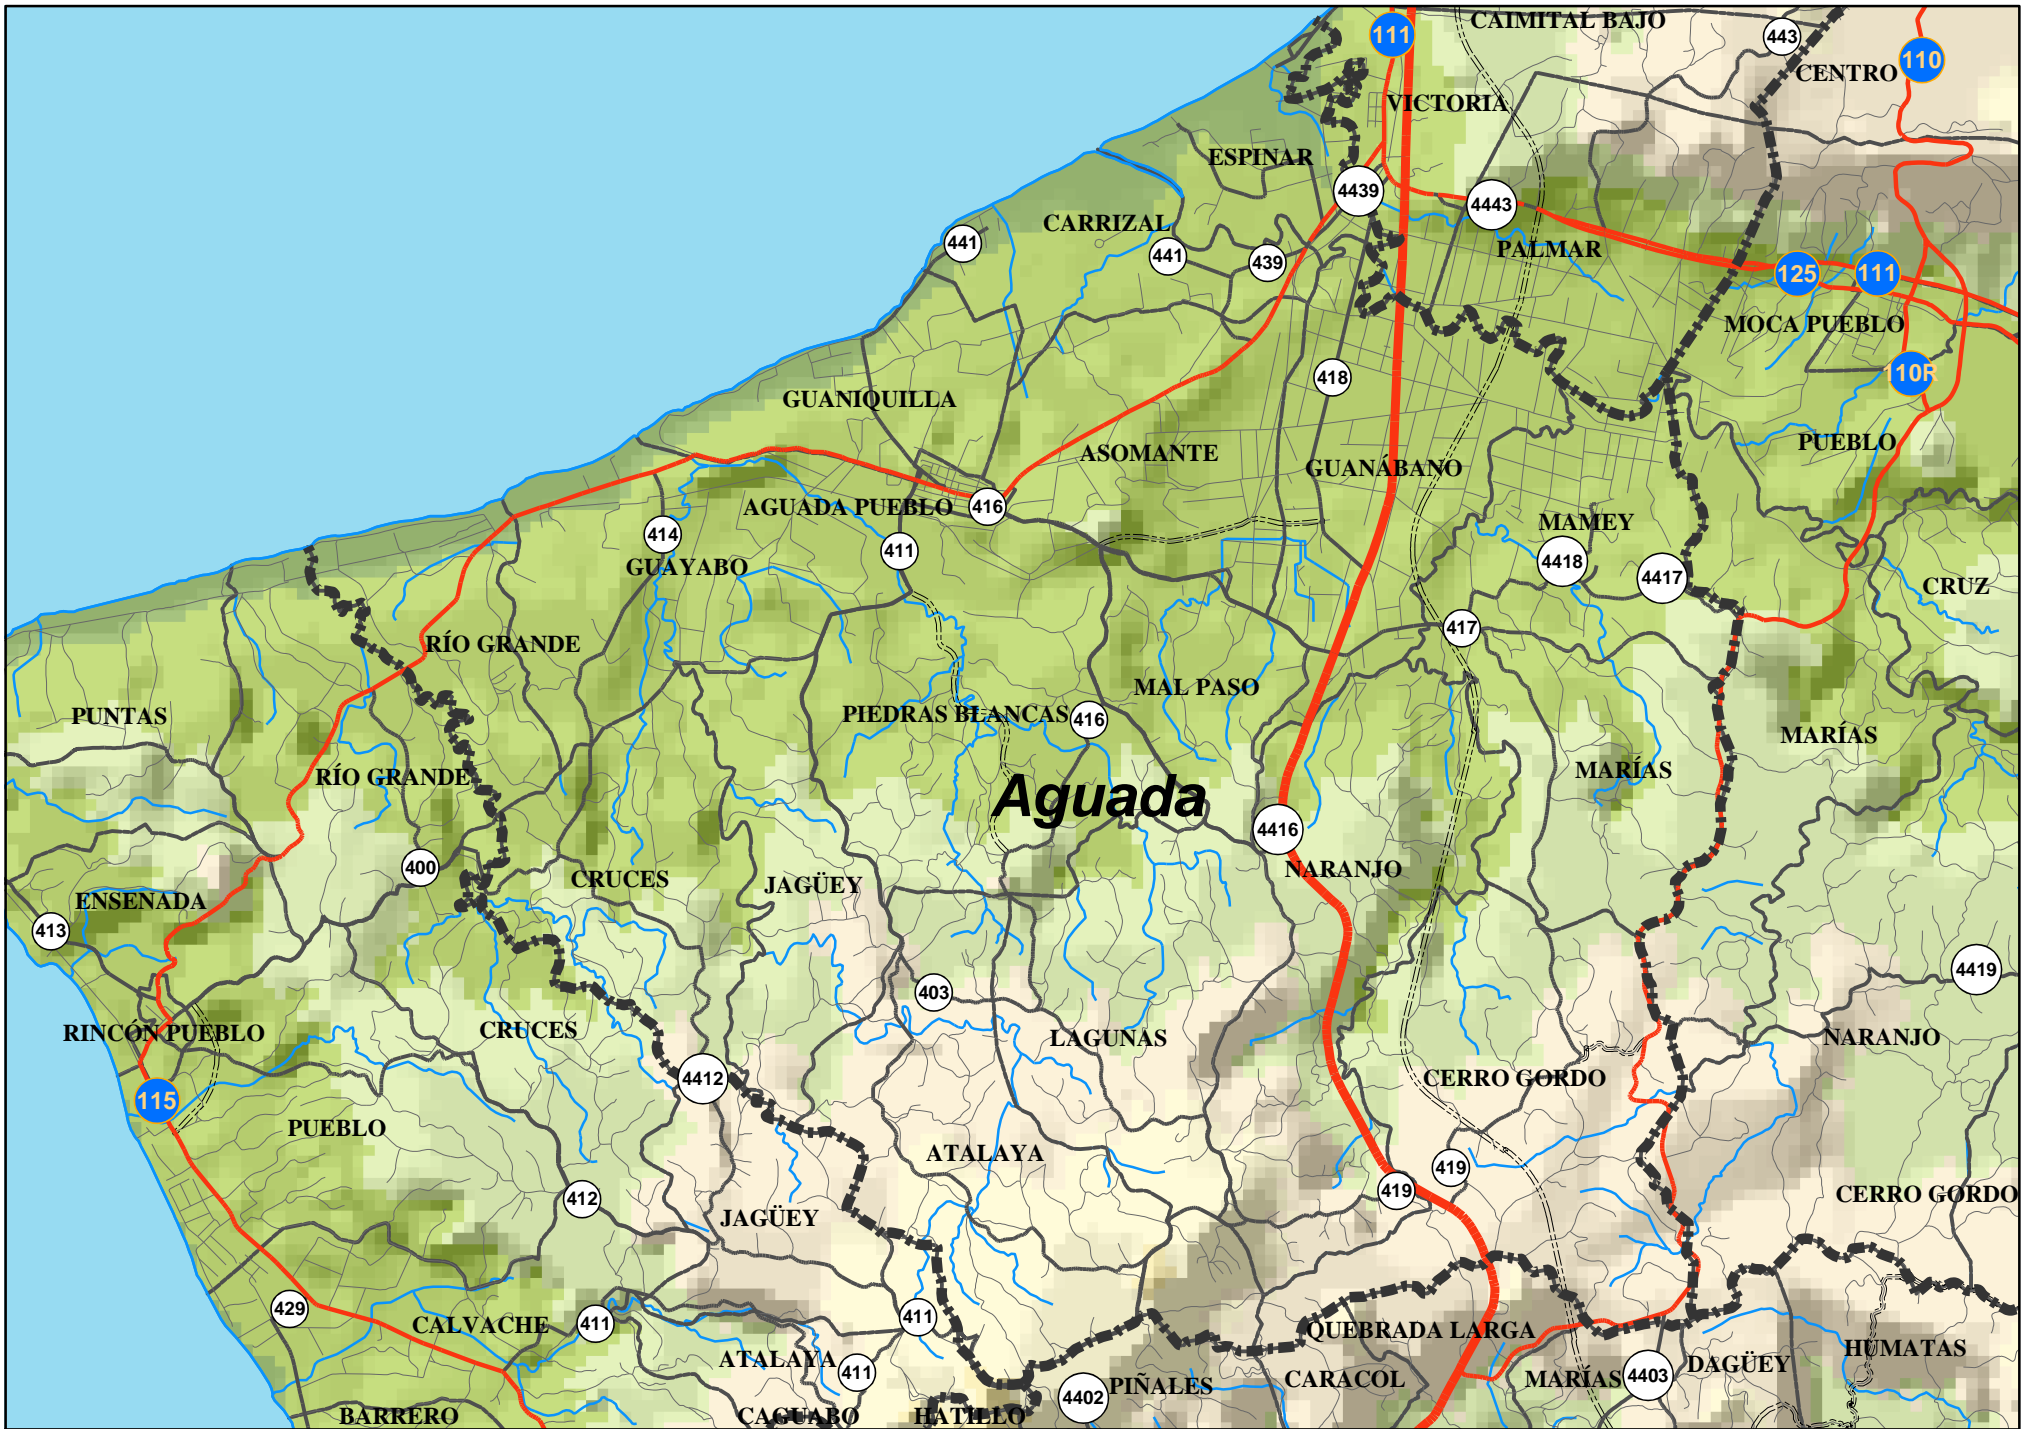 CAIMITAL BAJO
111
443
110
CENTRO
VICTORIA
ESPINAR
4439
4443
CARRIZAL
441
441
439
PALMAR
125
111
MOCA PUEBLO
418
110R
GUANIQUILLA
PUEBLO
ASOMANTE
GUANÁBANO
AGUADA PUEBLO
416
MAMEY
414
411
4418
4417
GUAYABO
CRUZ
417
RÍO GRANDE
MAL PASO
PUNTAS
PIEDRAS BLANCAS
416
MARÍAS
RÍO GRANDE
MARÍAS
Aguada
4416
400
CRUCES
JAGÜEY
NARANJO
ENSENADA
413
4419
403
RINCÓN PUEBLO
CRUCES
LAGUNAS
NARANJO
4412
CERRO GORDO
115
PUEBLO
ATALAYA
419
419
412
CERRO GORDO
JAGÜEY
429
CALVACHE
411
411
QUEBRADA LARGA
HUMATAS
ATALAYA
411
4402
PIÑALES
CARACOL
MARÍAS
4403
DAGÜEY
BARRERO
CAGUABO
HATILLO